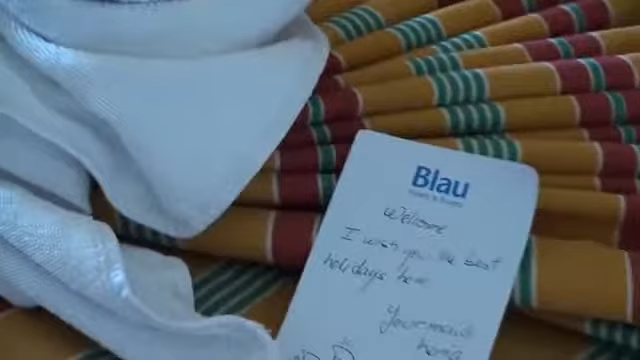 Blau
Welcome
I wish you the best
holidays here
Your maid